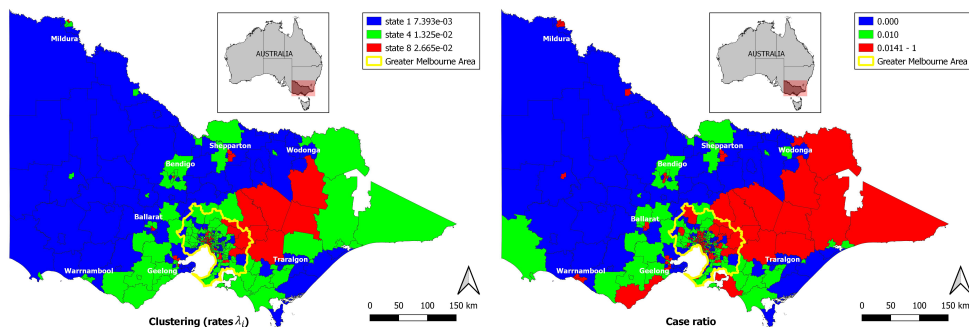 state 1 7.393e-03
state 4 1.325e-02
state 8 2.665e-02
Greater Melbourne Area
AUSTRALIA
Mildura
Shepparton
Wodonga
Bendigo
Ballarat
Warrnambool
Geelong
Traralgon
0 50 100 150 km
Clustering (rates λi)
0.000
0.010
0.0141 - 1
Greater Melbourne Area
AUSTRALIA
Mildura
Shepparton
Wodonga
Bendigo
Ballarat
Warrnambool
Geelong
Traralgon
0 50 100 150 km
Case ratio